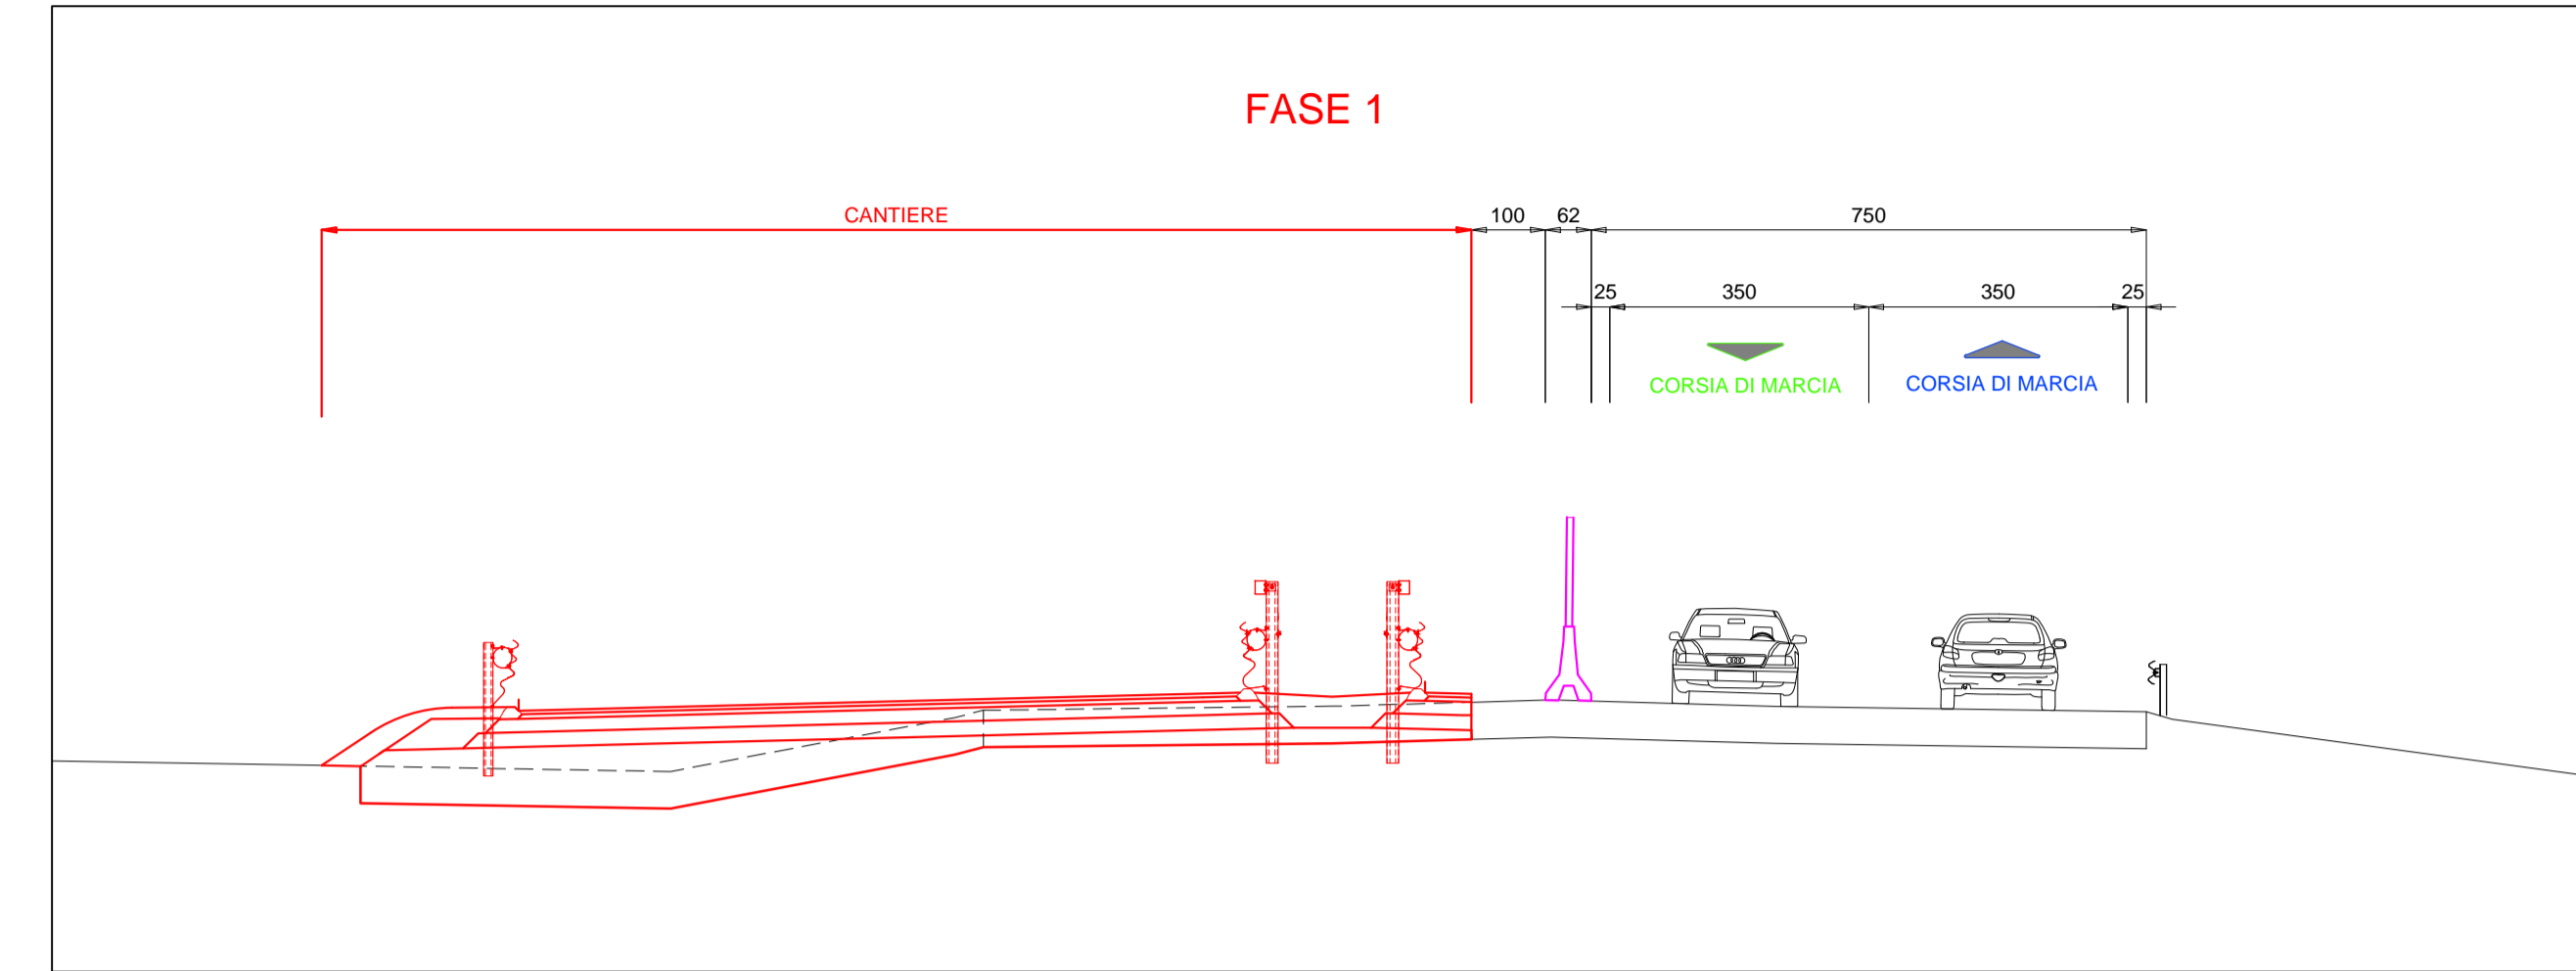 FASE 1
CANTIERE
100 62 750
25 350 350 25
CORSIA DI MARCIA CORSIA DI MARCIA